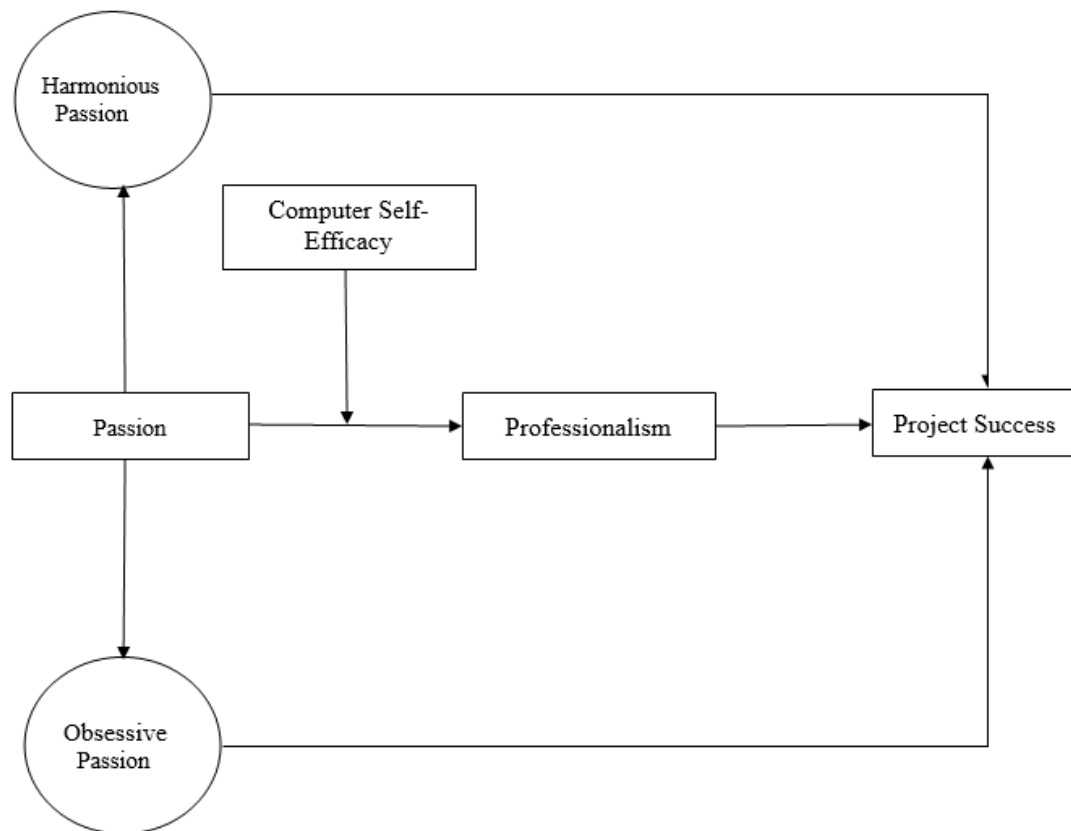 Harmonious
Passion
Computer Self-
Efficacy
Passion
Professionalism
Project Success
Obsessive
Passion